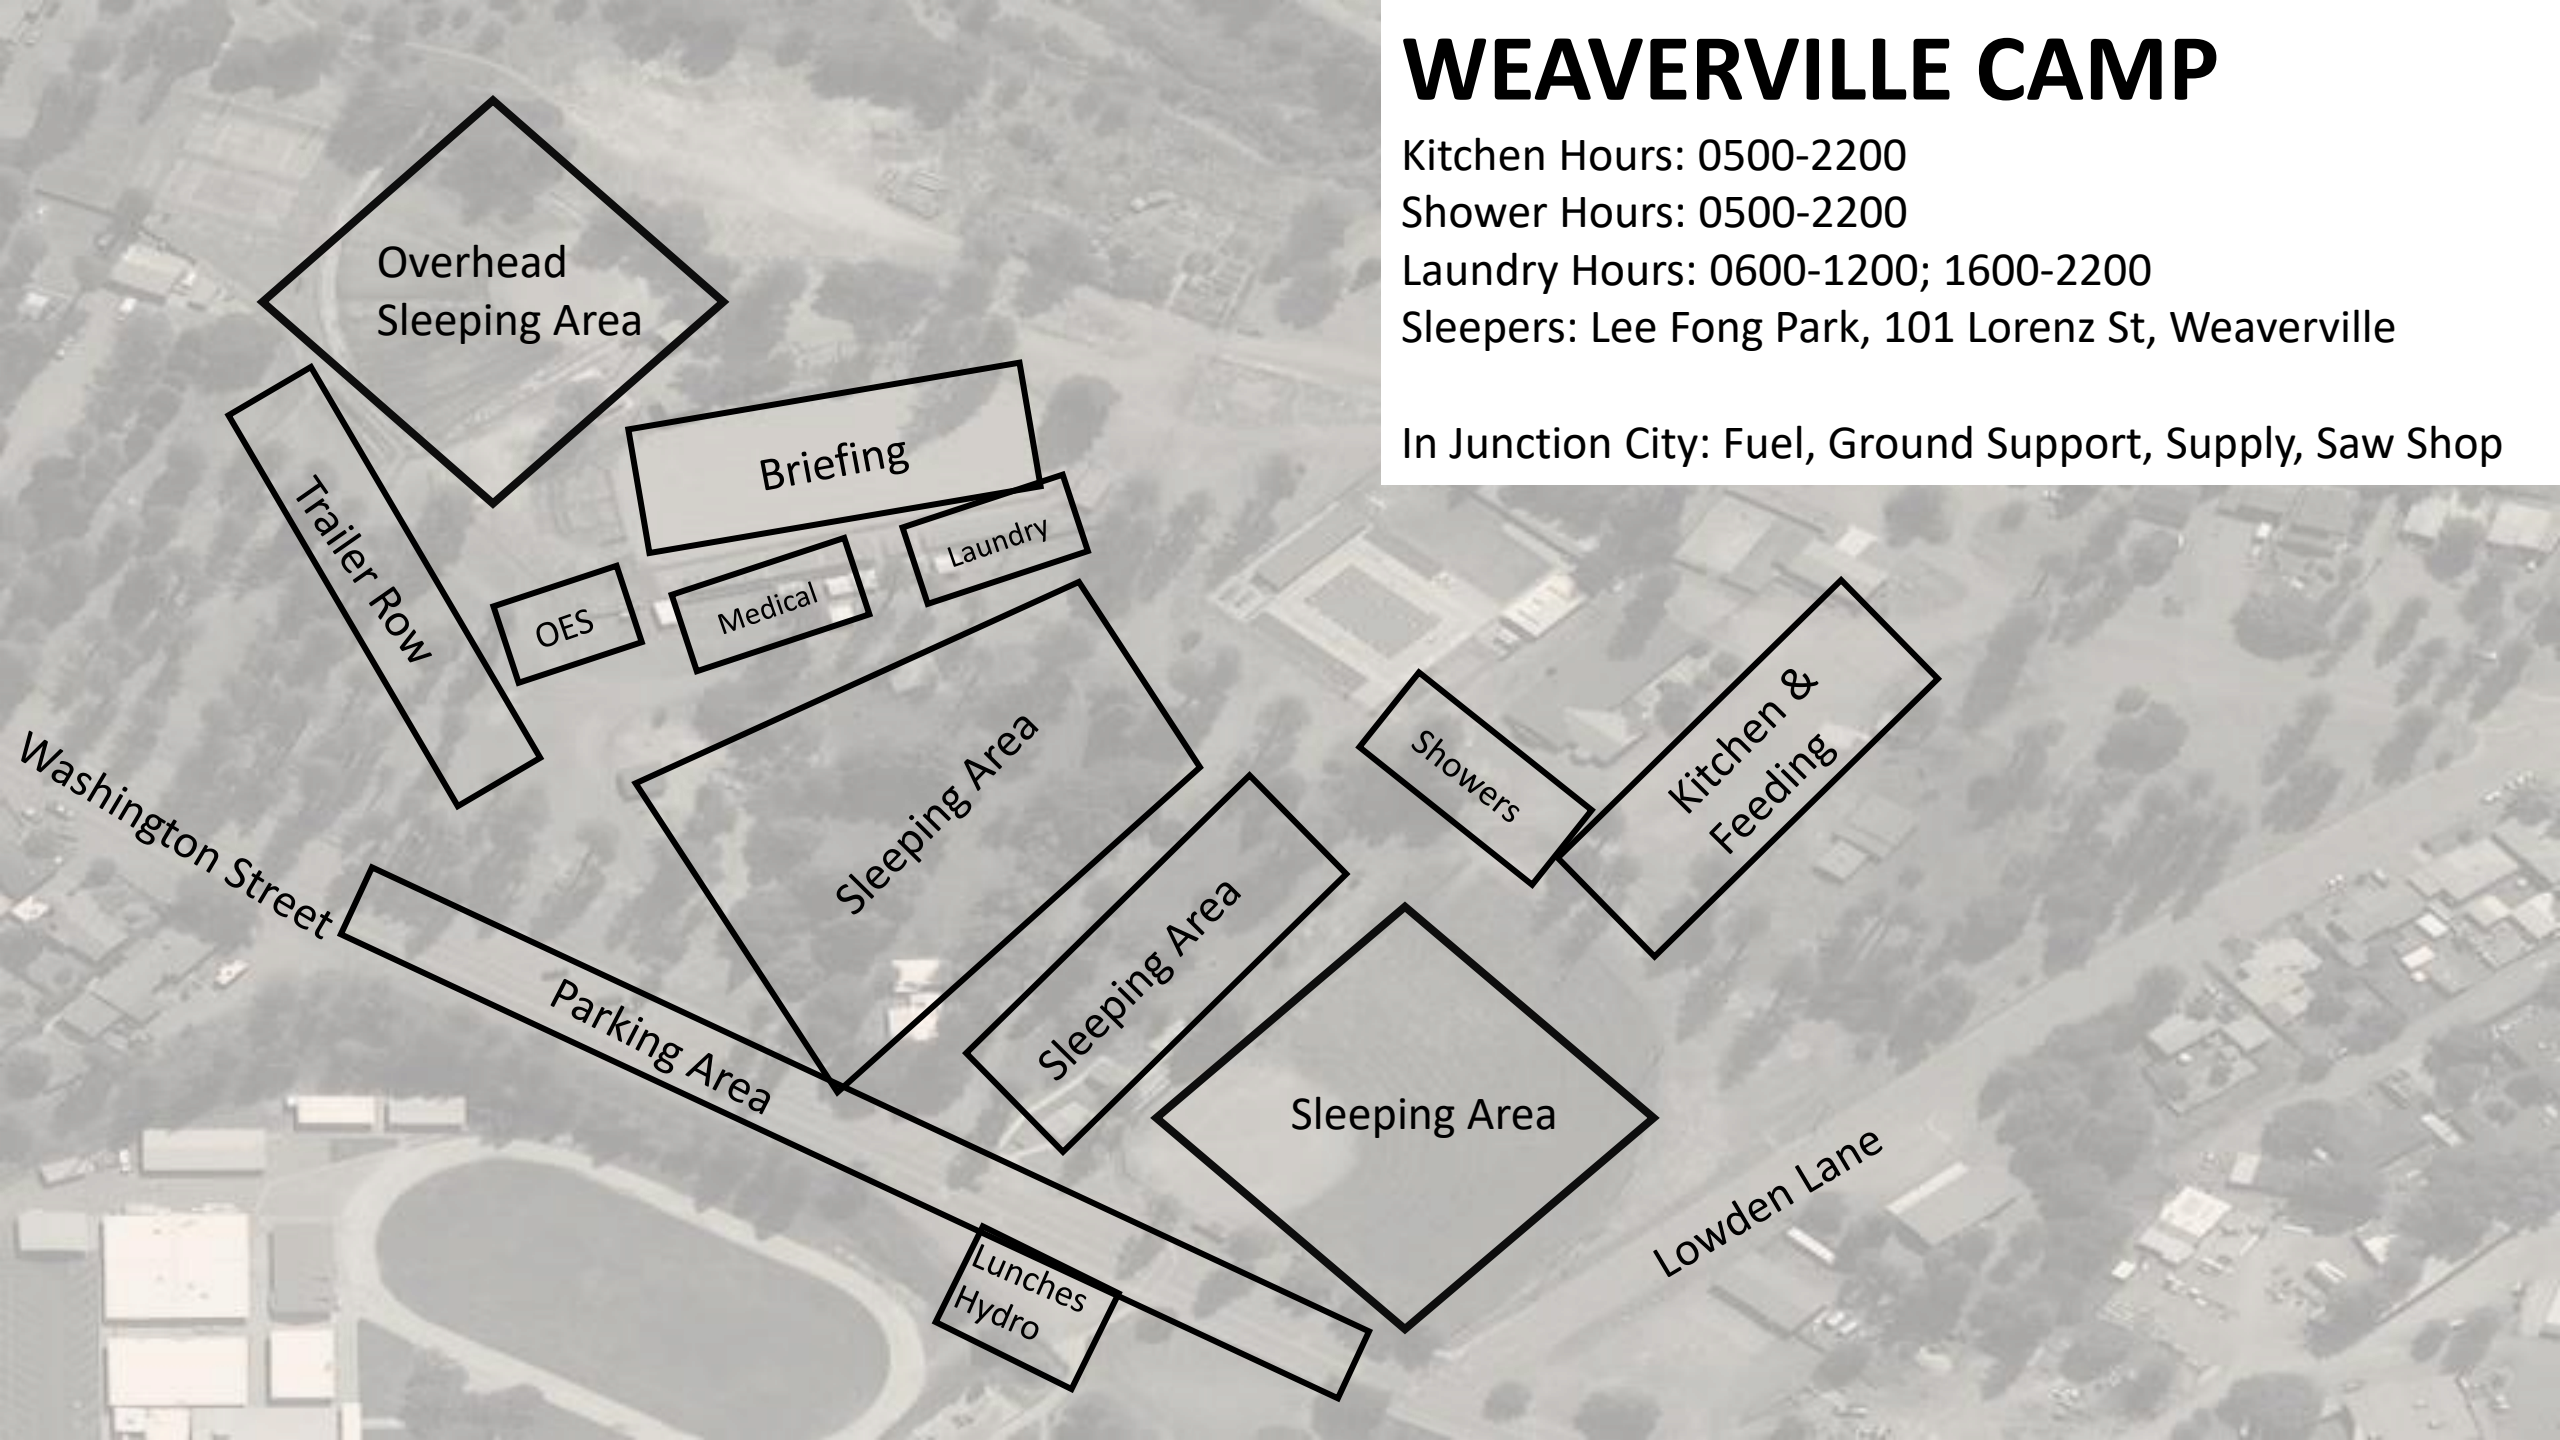 WEAVERVILLE CAMP
Kitchen Hours: 0500-2200
Shower Hours: 0500-2200
Laundry Hours: 0600-1200; 1600-2200
Sleepers: Lee Fong Park, 101 Lorenz St, Weaverville
In Junction City: Fuel, Ground Support, Supply, Saw Shop
Overhead
Sleeping Area
Trailer Row
Briefing
OES
Medical
Laundry
Sleeping Area
Showers
Kitchen &
Feeding
Washington Street
Parking Area
Sleeping Area
Sleeping Area
Lunches
Hydro
Lowden Lane